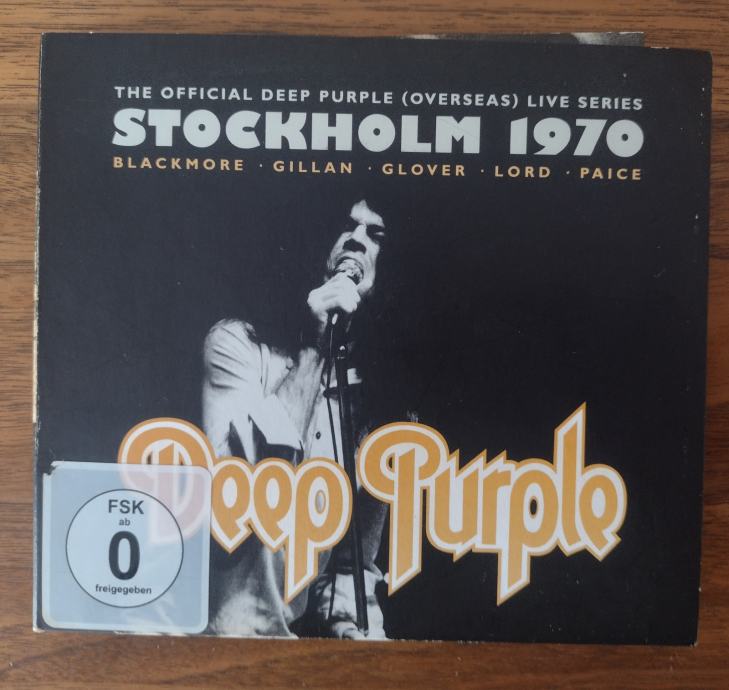 THE OFFICIAL DEEP PURPLE (OVERSEAS) LIVE SERIES
STOCKHOLM 1970
BLACKMORE · GILLAN · GLOVER · LORD · PAICE
Deep Purple
FSK
ab
0
freigegeben